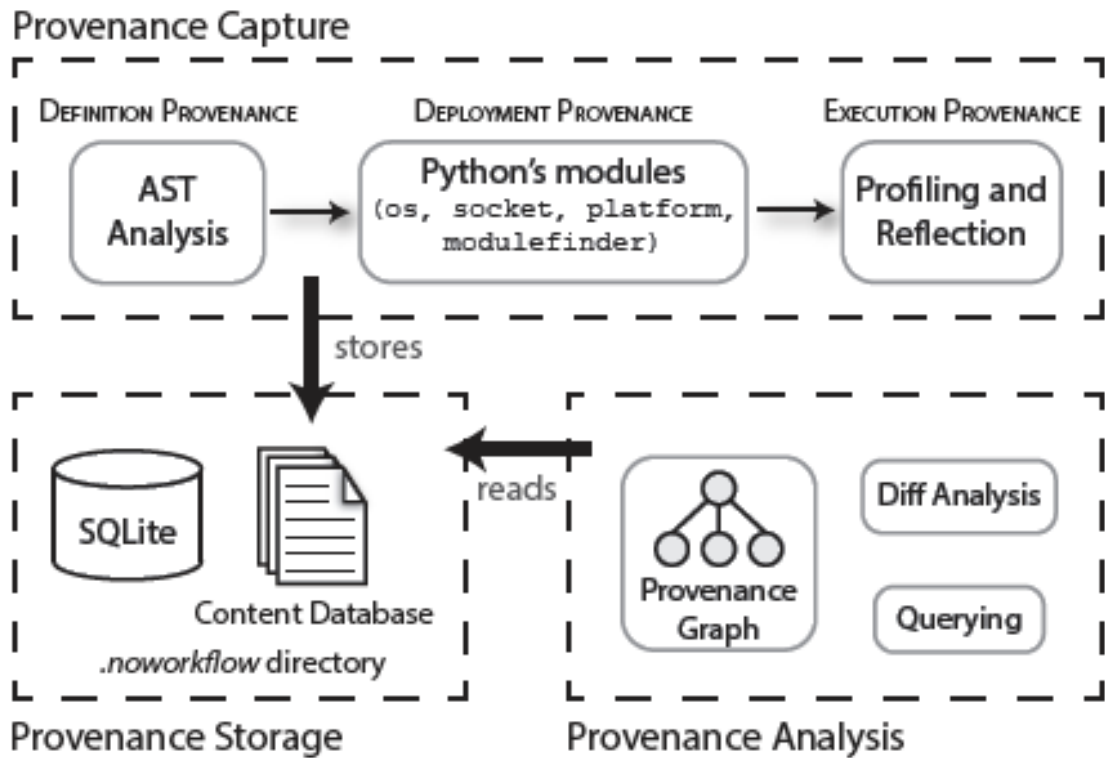 Provenance Capture
DEFINITION PROVENANCE
DEPLOYMENT PROVENANCE
EXECUTION PROVENANCE
AST
Analysis
Python's modules
(os, socket, platform,
modulefinder)
Profiling and
Reflection
stores
reads
SQLite
Content Database
.noworkflow directory
Provenance Storage
Provenance
Graph
Diff Analysis
Querying
Provenance Analysis